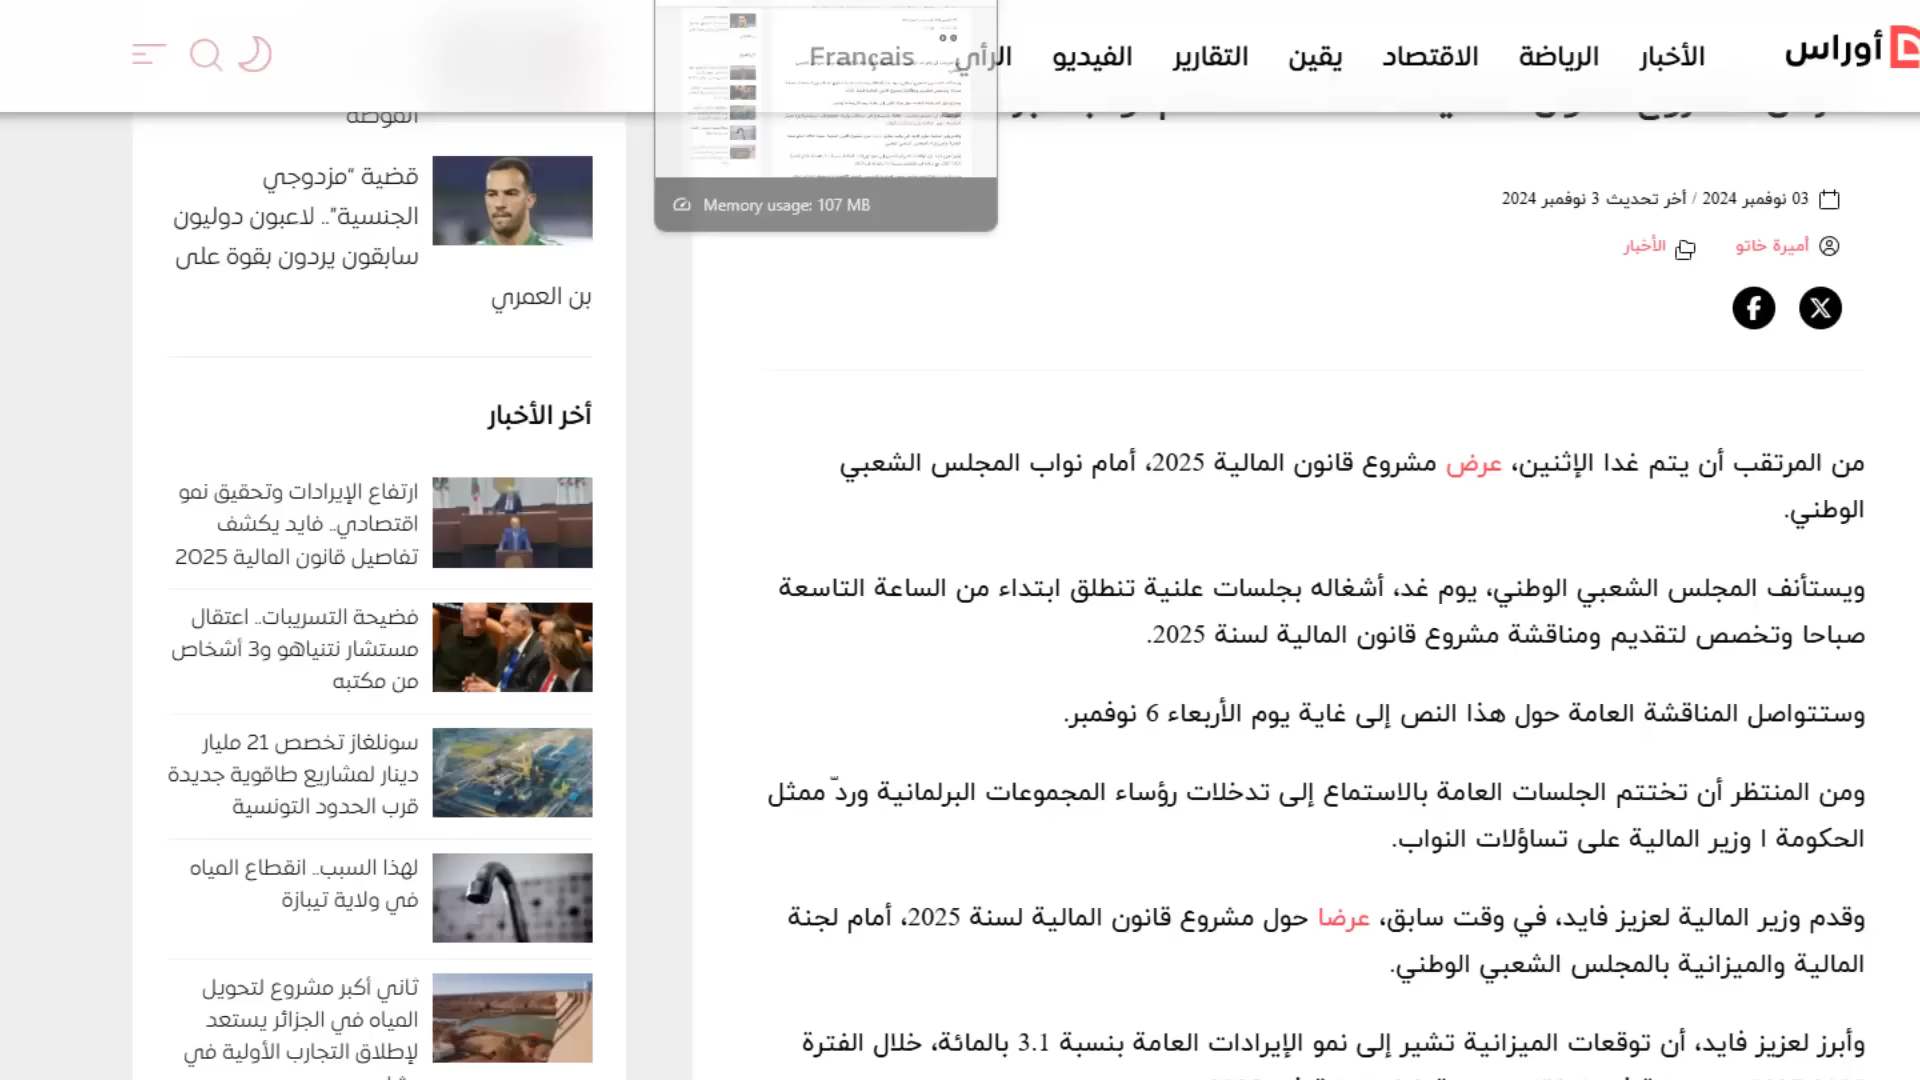 أوراس
الأخبار
الرياضة
الاقتصاد
يقين
التقارير
الفيديو
الرأي
Français
Memory usage: 107 MB
03 نوفمبر 2024 / أخر تحديث 3 نوفمبر 2024
أميرة خاتو
الأخبار
من المرتقب أن يتم غدا الإثنين، عرض مشروع قانون المالية 2025، أمام نواب المجلس الشعبي
الوطني.
ويستأنف المجلس الشعبي الوطني، يوم غد، أشغاله بجلسات علنية تنطلق ابتداء من الساعة التاسعة
صباحا وتخصص لتقديم ومناقشة مشروع قانون المالية لسنة 2025.
وستتواصل المناقشة العامة حول هذا النص إلى غاية يوم الأربعاء 6 نوفمبر.
ومن المنتظر أن تختتم الجلسات العامة بالاستماع إلى تدخلات رؤساء المجموعات البرلمانية وردّ ممثل
الحكومة ا وزير المالية على تساؤلات النواب.
وقدم وزير المالية لعزيز فايد، في وقت سابق، عرضا حول مشروع قانون المالية لسنة 2025، أمام لجنة
المالية والميزانية بالمجلس الشعبي الوطني.
وأبرز لعزيز فايد، أن توقعات الميزانية تشير إلى نمو الإيرادات العامة بنسبة 3.1 بالمائة، خلال الفترة
قضية “مزدوجي
الجنسية”.. لاعبون دوليون
سابقون يردون بقوة على
بن العمري
أخر الأخبار
ارتفاع الإيرادات وتحقيق نمو
اقتصادي.. فايد يكشف
تفاصيل قانون المالية 2025
فضيحة التسريبات.. اعتقال
مستشار نتنياهو و3 أشخاص
من مكتبه
سونلغاز تخصص 21 مليار
دينار لمشاريع طاقوية جديدة
قرب الحدود التونسية
لهذا السبب.. انقطاع المياه
في ولاية تيبازة
ثاني أكبر مشروع لتحويل
المياه في الجزائر يستعد
لإطلاق التجارب الأولية في